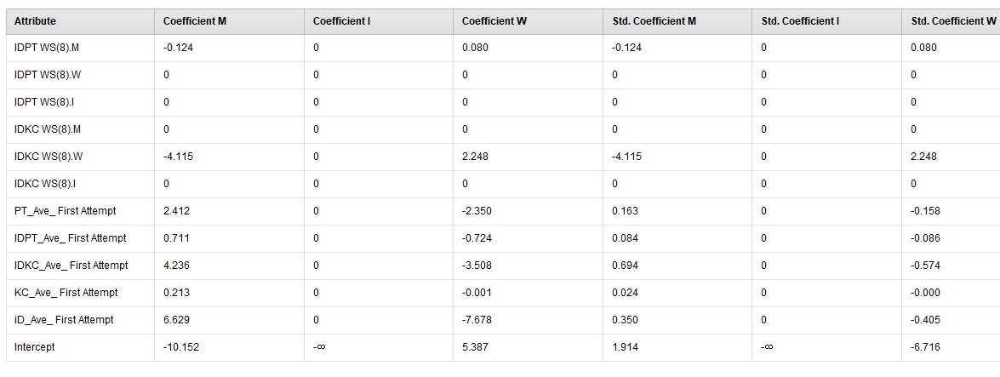 Attribute Coefficient M Coefficient I Coefficient W Std. Coefficient M Std. Coefficient I Std. Coefficient W
IDPT WS(8).M -0.124 0 0.080 -0.124 0 0.080
IDPT WS(8).W 0 0 0 0 0 0
IDPT WS(8).I 0 0 0 0 0 0
IDKC WS(8).M 0 0 0 0 0 0
IDKC WS(8).W -4.115 0 2.248 -4.115 0 2.248
IDKC WS(8).I 0 0 0 0 0 0
PT_Ave_ First Attempt 2.412 0 -2.350 0.163 0 -0.158
IDPT_Ave_ First Attempt 0.711 0 -0.724 0.084 0 -0.086
IDKC_Ave_ First Attempt 4.236 0 -3.508 0.694 0 -0.574
KC_Ave_ First Attempt 0.213 0 -0.001 0.024 0 -0.000
iD_Ave_ First Attempt 6.629 0 -7.678 0.350 0 -0.405
Intercept -10.152 -∞ 5.387 1.914 -∞ -6.716